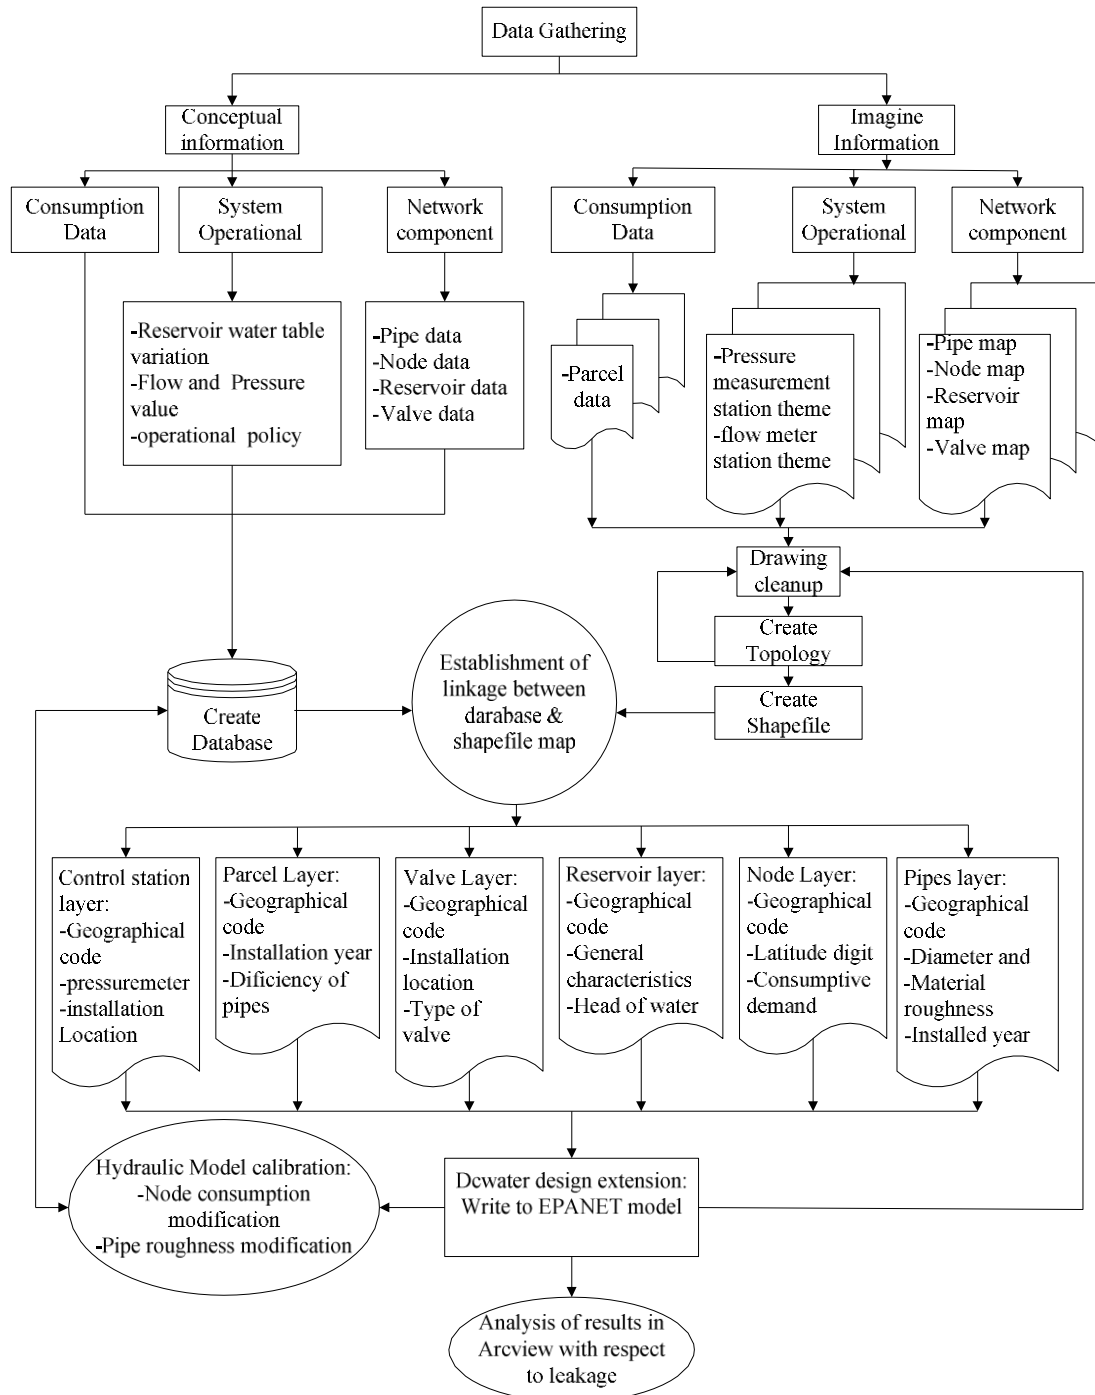 Data Gathering
Conceptual
information
Imagine
Information
Consumption
Data
System
Operational
Network
component
Consumption
Data
System
Operational
Network
component
-Reservoir water table
variation
-Flow and Pressure
value
-operational policy
-Pipe data
-Node data
-Reservoir data
-Valve data
-Parcel
data
-Pressure
measurement
station theme
-flow meter
station theme
-Pipe map
-Node map
-Reservoir
map
-Valve map
Drawing
cleanup
Create
Topology
Create
Shapefile
Establishment of
linkage between
darabase &
shapefile map
Create
Database
Control station
layer:
-Geographical
code
-pressuremeter
-installation
Location
Parcel Layer:
-Geographical
code
-Installation year
-Dificiency of
pipes
Valve Layer:
-Geographical
code
-Installation
location
-Type of
valve
Reservoir layer:
-Geographical
code
-General
characteristics
-Head of water
Node Layer:
-Geographical
code
-Latitude digit
-Consumptive
demand
Pipes layer:
-Geographical
code
-Diameter and
-Material
roughness
-Installed year
Hydraulic Model calibration:
-Node consumption
modification
-Pipe roughness modification
Dcwater design extension:
Write to EPANET model
Analysis of results in
Arcview with respect
to leakage